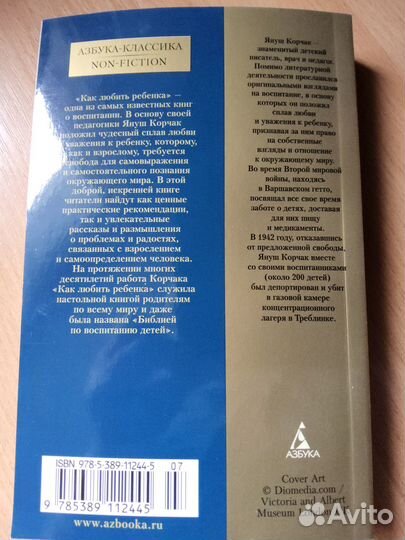 АЗБУКА-КЛАССИКА
NON-FICTION
«Как любить ребенка» —
одна из самых известных книг
о воспитании. В основу своей
педагогики Януш Корчак
положил чудесный сплав любви
и уважения к ребенку, которому,
как и взрослому, требуется
свобода для самовыражения
и самостоятельного познания
окружающего мира. В этой
доброй, искренней книге
читатели найдут как ценные
практические рекомендации,
так и увлекательные
рассказы и размышления
о проблемах и радостях,
связанных с взрослением
и самоопределением человека.
На протяжении многих
десятилетий работа Корчака
«Как любить ребенка» служила
настольной книгой родителям
по всему миру и даже
была названа «Библией
по воспитанию детей».
ISBN 978-5-389-11244-5
07
9 785389 112445
www.azbooka.ru
Януш Корчак —
знаменитый детский
писатель, врач и педагог.
Помимо литературной
деятельности прославился
оригинальными взглядами
на воспитание, в основу
которых он положил
сплав любви
и уважения к ребенку,
признавая за ним право
на собственные
взгляды и отношение
к окружающему миру.
Во время Второй мировой
войны, находясь
в Варшавском гетто,
посвящал все свое время
заботе о детях, доставая
для них пищу
и медикаменты.
В 1942 году, отказавшись
от предложенной свободы,
Януш Корчак вместе
со своими воспитанниками
(около 200 детей)
был депортирован и убит
в газовой камере
концентрационного
лагеря в Треблинке.
АЗБУКА
Cover Art
© Diomedia.com /
Victoria and Albert
Museum
Avito